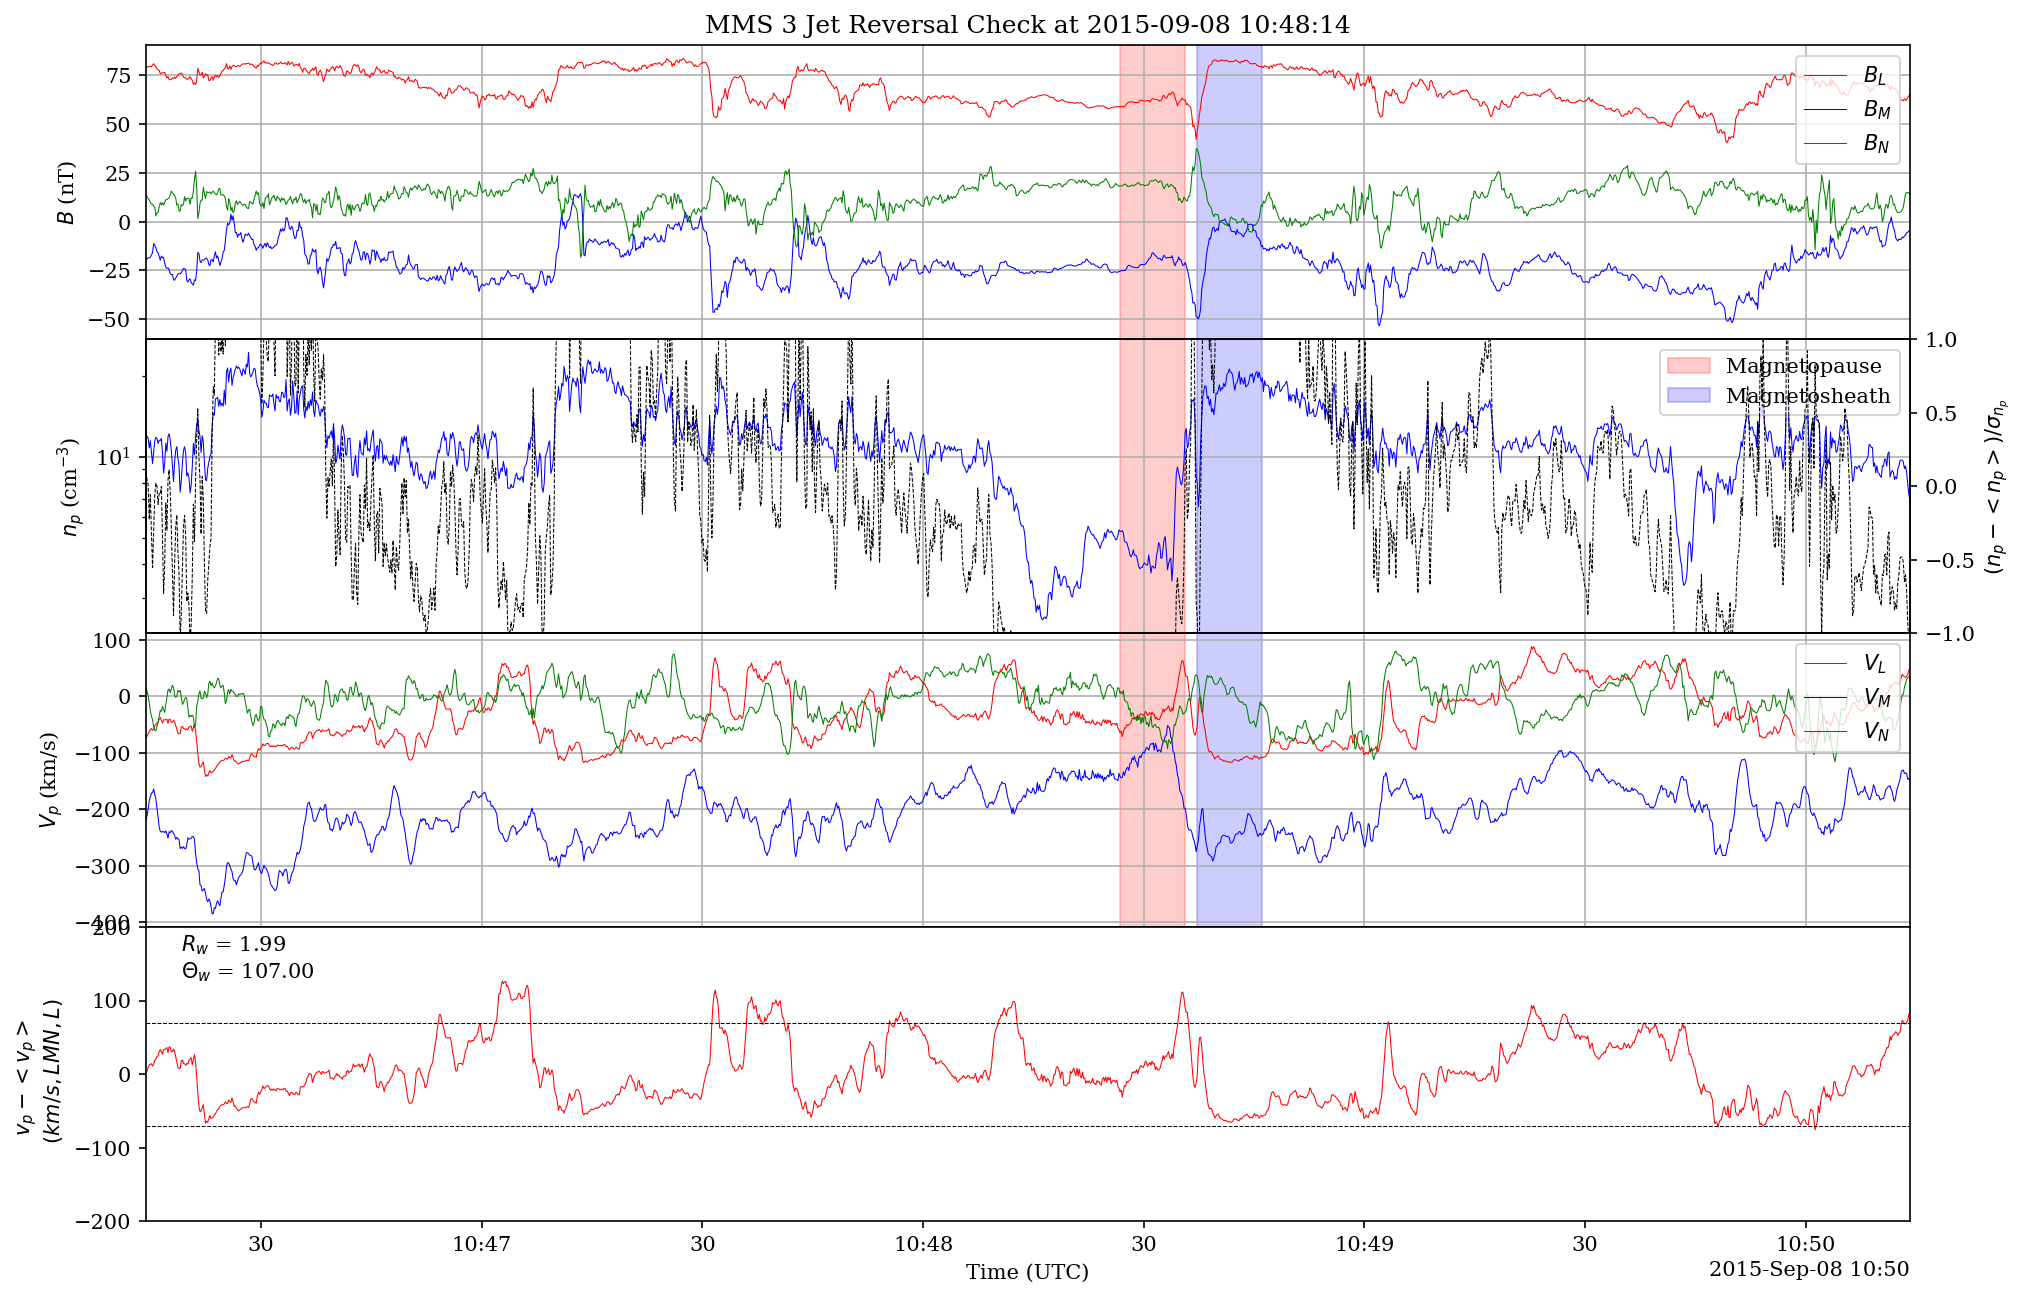 MMS 3 Jet Reversal Check at 2015-09-08 10:48:14
75
50
25
0
−25
−50
B (nT)
B_L
B_M
B_N
10^1
n_p (cm^{−3})
1.0
0.5
0.0
−0.5
−1.0
(n_p − < n_p >)/σ_{n_p}
Magnetopause
Magnetosheath
100
0
−100
−200
−300
−400
V_p (km/s)
V_L
V_M
V_N
200
100
0
−100
−200
v_p − < v_p >
(km/s, LMN, L)
R_w = 1.99
Θ_w = 107.00
30 10:47 30 10:48 30 10:49 30 10:50
Time (UTC)
2015-Sep-08 10:50